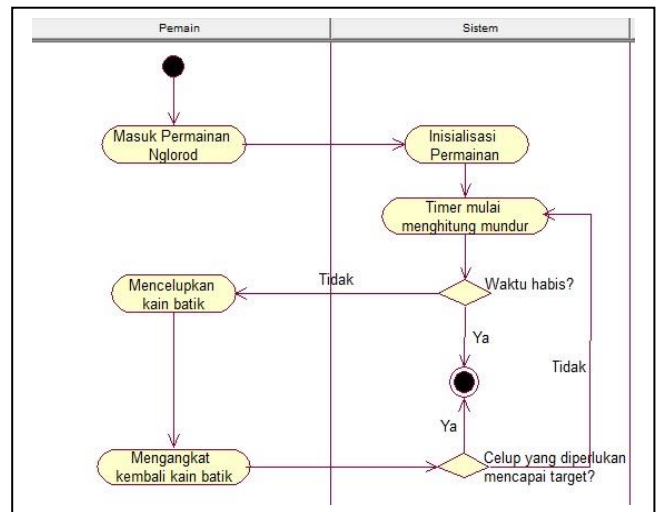 Pemain
Sistem
Masuk Permainan
Nglorod
Inisialisasi
Permainan
Timer mulai
menghitung mundur
Waktu habis?
Tidak
Mencelupkan
kain batik
Ya
Tidak
Ya
Mengangkat
kembali kain batik
Celup yang diperlukan
mencapai target?